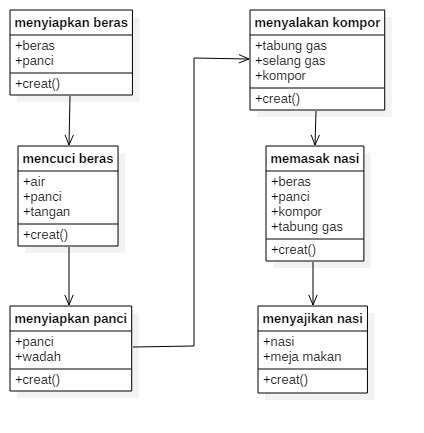 menyiapkan beras
+beras
+panci
+creat()
mencuci beras
+air
+panci
+tangan
+creat()
menyiapkan panci
+panci
+wadah
+creat()
menyalakan kompor
+tabung gas
+selang gas
+kompor
+creat()
memasak nasi
+beras
+panci
+kompor
+tabung gas
+creat()
menyajikan nasi
+nasi
+meja makan
+creat()